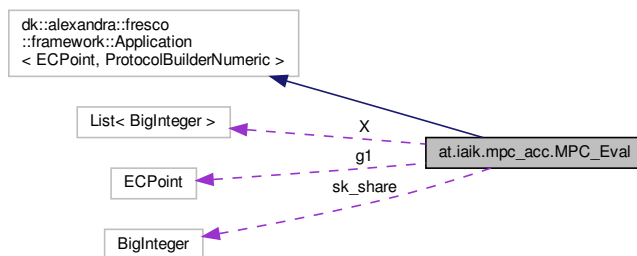 dk::alexandra::fresco
::framework::Application
< ECPoint, ProtocolBuilderNumeric >
List< BigInteger >
X
at.iaik.mpc_acc.MPC_Eval
g1
ECPoint
sk_share
BigInteger